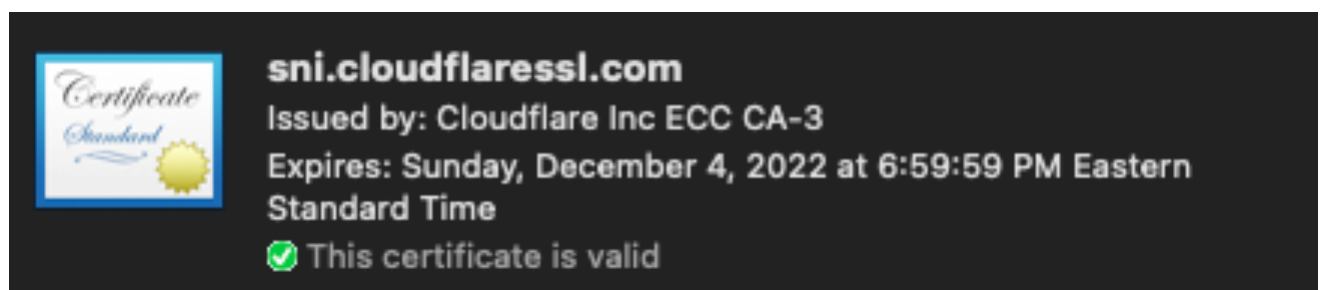 Certificate
Standard
sni.cloudflaressl.com
Issued by: Cloudflare Inc ECC CA-3
Expires: Sunday, December 4, 2022 at 6:59:59 PM Eastern
Standard Time
This certificate is valid